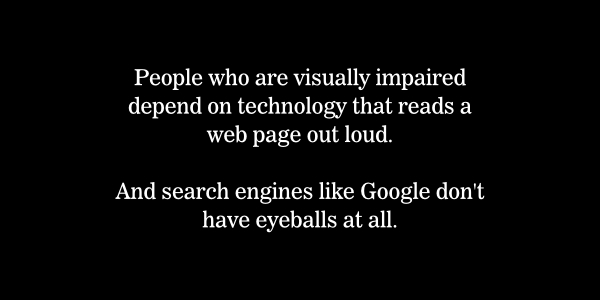 People who are visually impaired
depend on technology that reads a
web page out loud.
And search engines like Google don't
have eyeballs at all.